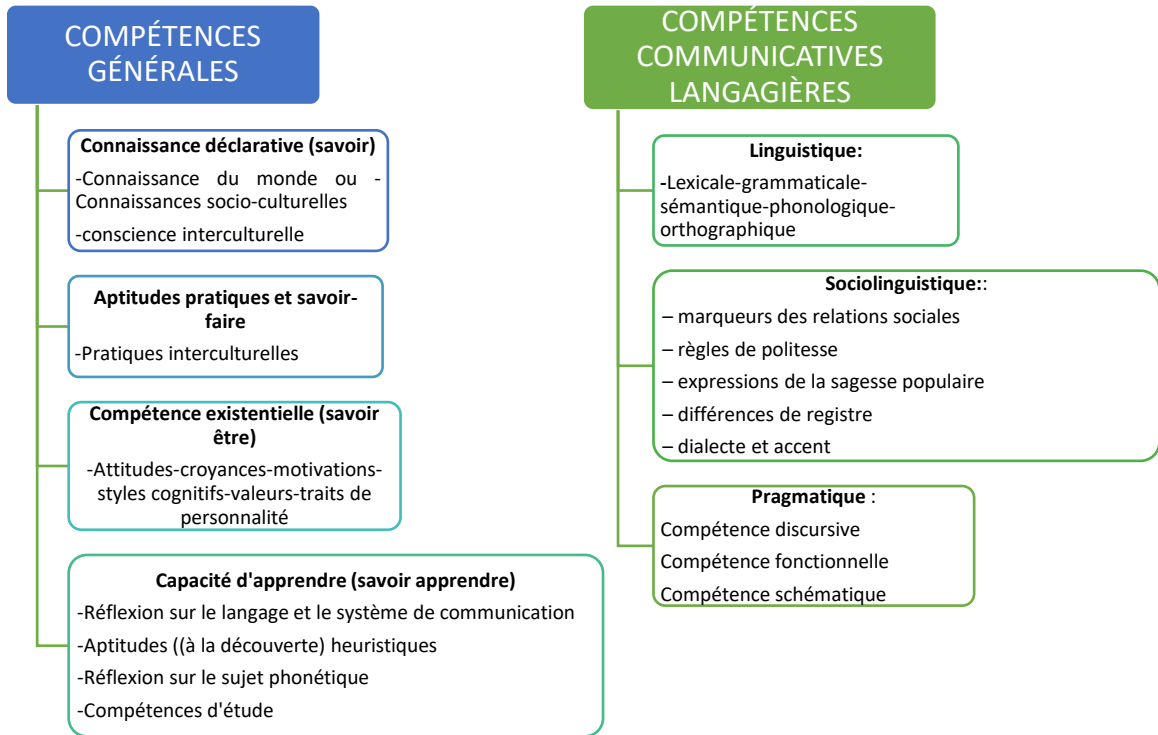 COMPÉTENCES
GÉNÉRALES
Connaissance déclarative (savoir)
-Connaissance du monde ou -
Connaissances socio-culturelles
-conscience interculturelle
Aptitudes pratiques et savoir-
faire
-Pratiques interculturelles
Compétence existentielle (savoir
être)
-Attitudes-croyances-motivations-
styles cognitifs-valeurs-traits de
personnalité
Capacité d'apprendre (savoir apprendre)
-Réflexion sur le langage et le système de communication
-Aptitudes ((à la découverte) heuristiques
-Réflexion sur le sujet phonétique
-Compétences d'étude
COMPÉTENCES
COMMUNICATIVES
LANGAGIÈRES
Linguistique:
-Lexicale-grammaticale-
sémantique-phonologique-
orthographique
Sociolinguistique::
– marqueurs des relations sociales
– règles de politesse
– expressions de la sagesse populaire
– différences de registre
– dialecte et accent
Pragmatique :
Compétence discursive
Compétence fonctionnelle
Compétence schématique